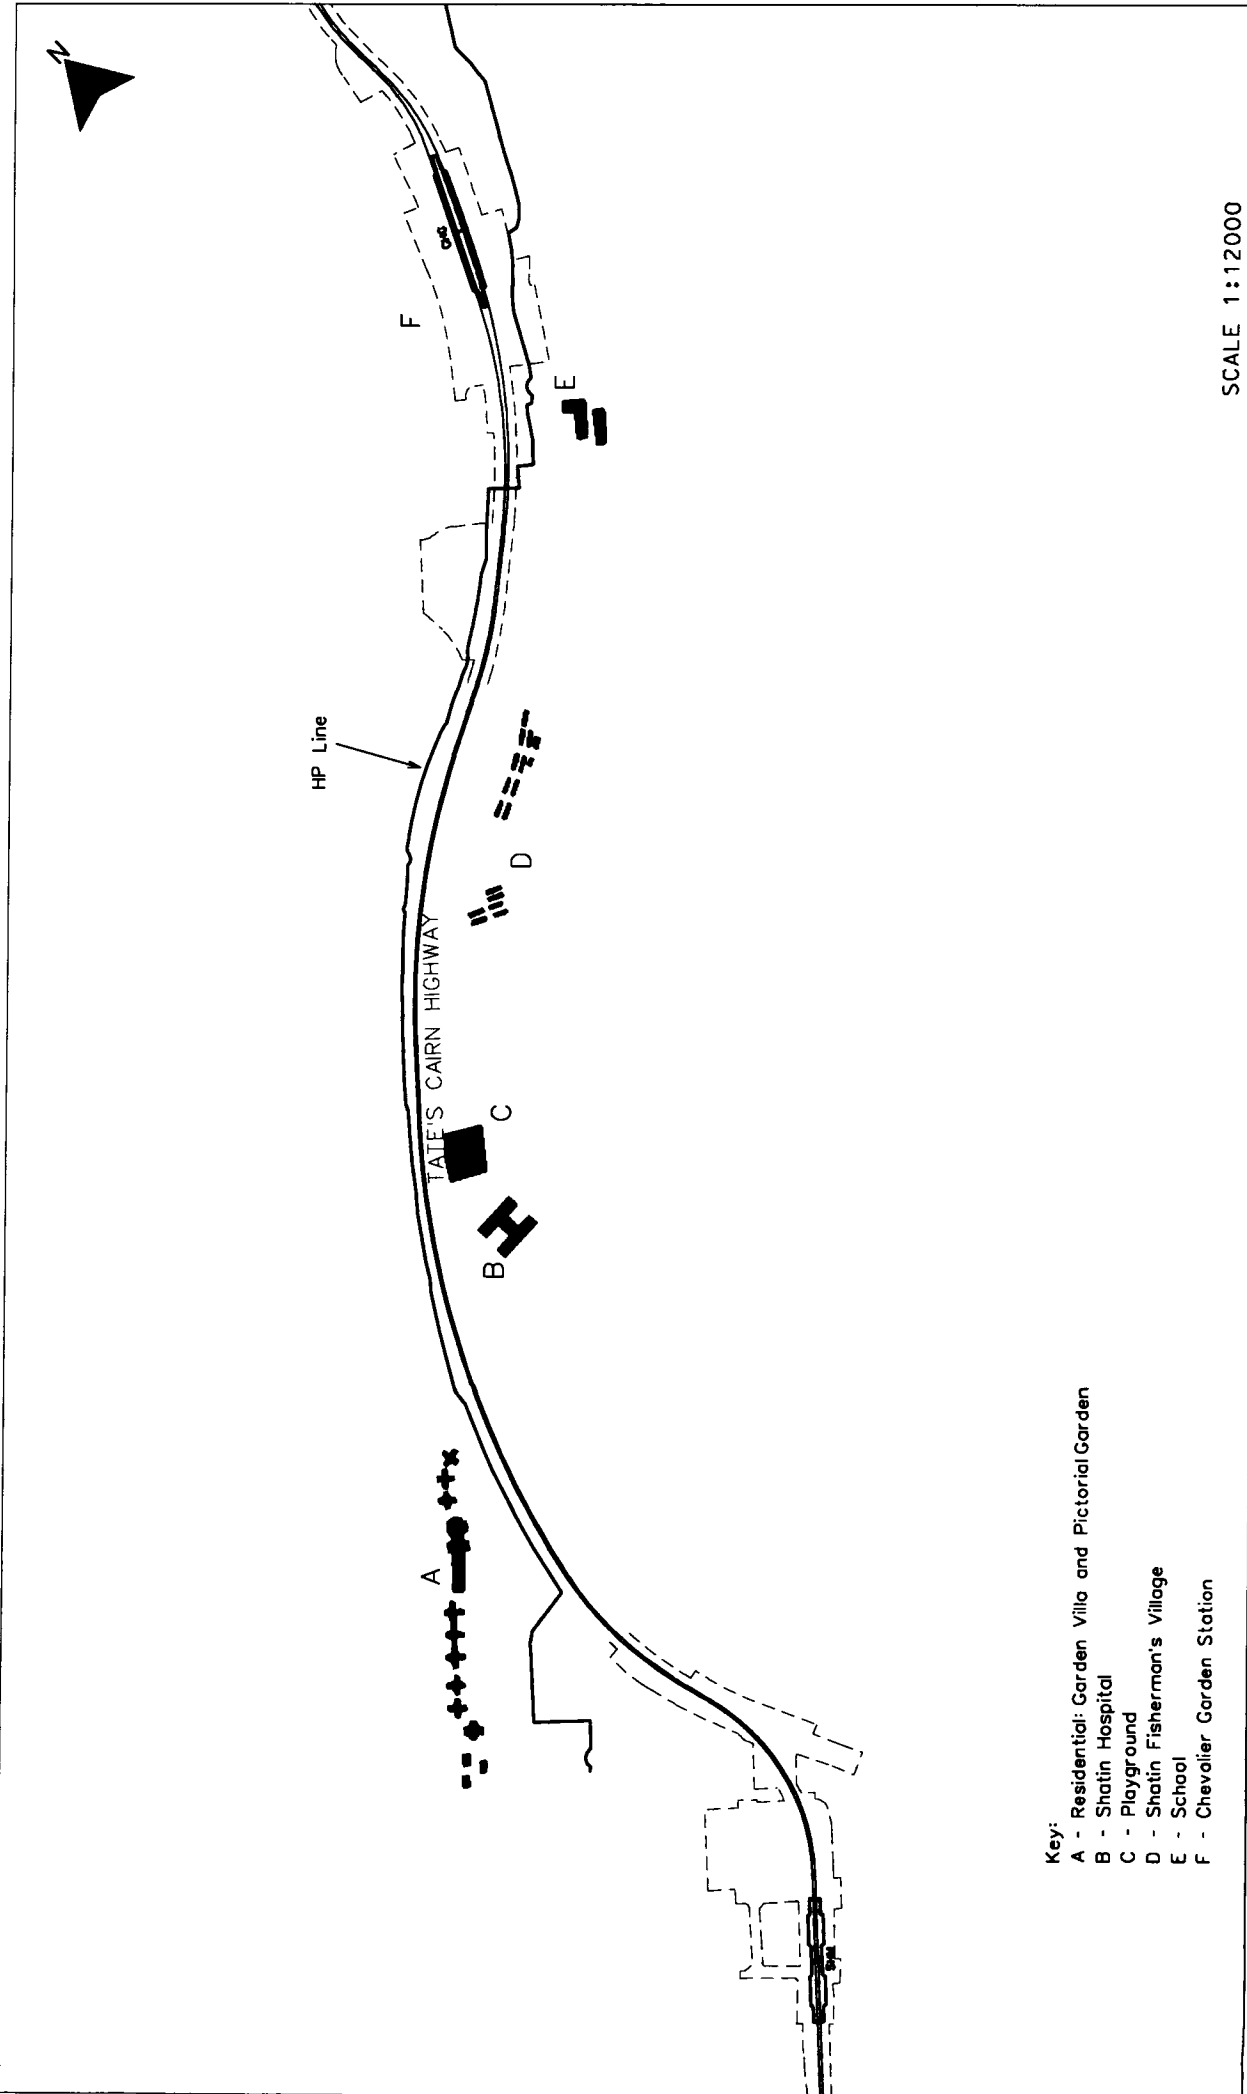 N
CHG
F
E
HP Line
D
TATE'S CAIRN HIGHWAY
C
B
A
SCALE 1:12000
Key:
A - Residential: Garden Villa and Pictorial Garden
B - Shatin Hospital
C - Playground
D - Shatin Fisherman's Village
E - School
F - Chevalier Garden Station